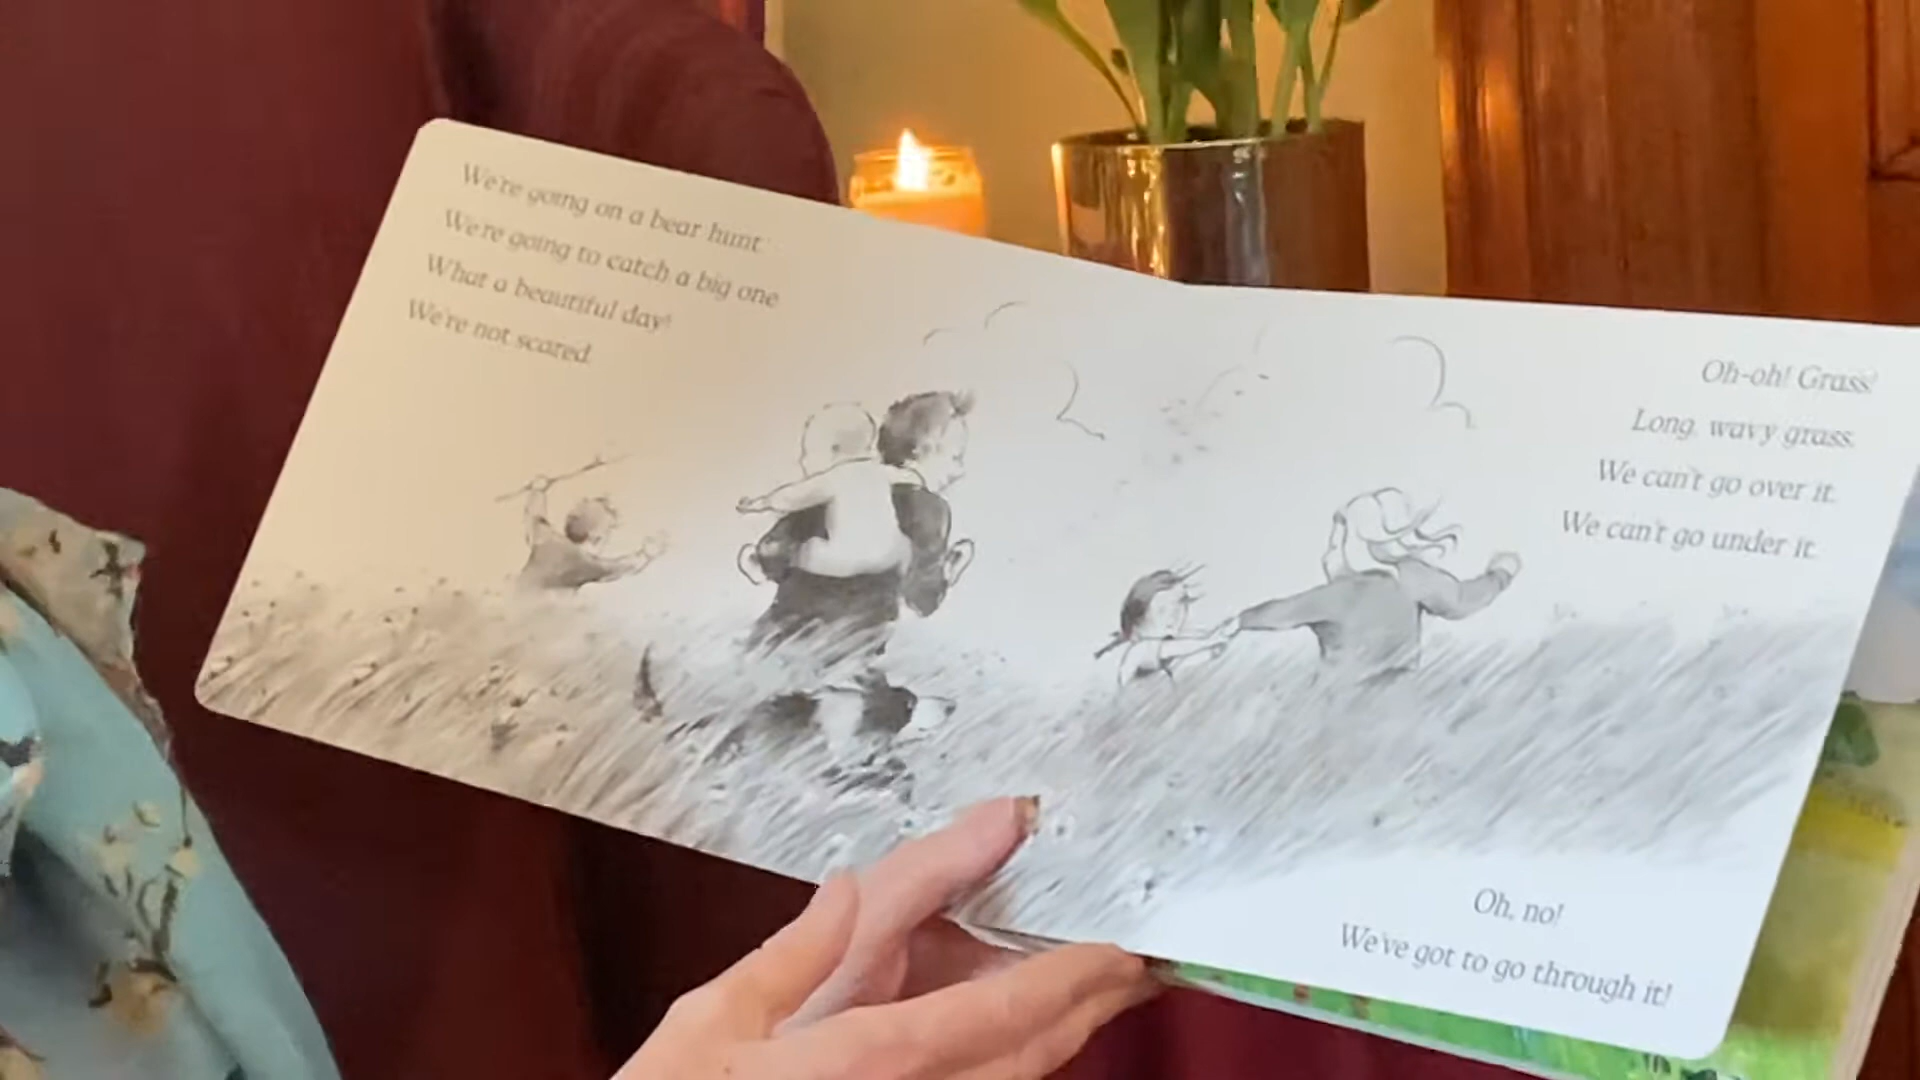 We're going on a bear hunt.
We're going to catch a big one.
What a beautiful day!
We're not scared.
Oh-oh! Grass!
Long, wavy grass.
We can't go over it.
We can't go under it.
Oh, no!
We've got to go through it!